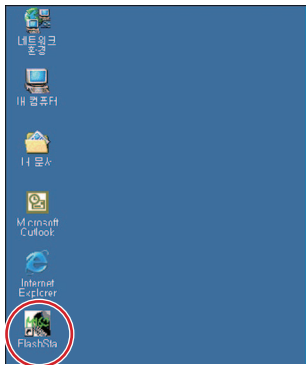 네트워크
환경
내 컴퓨터
내 문서
Microsoft
Outlook
Internet
Explorer
FlashSta